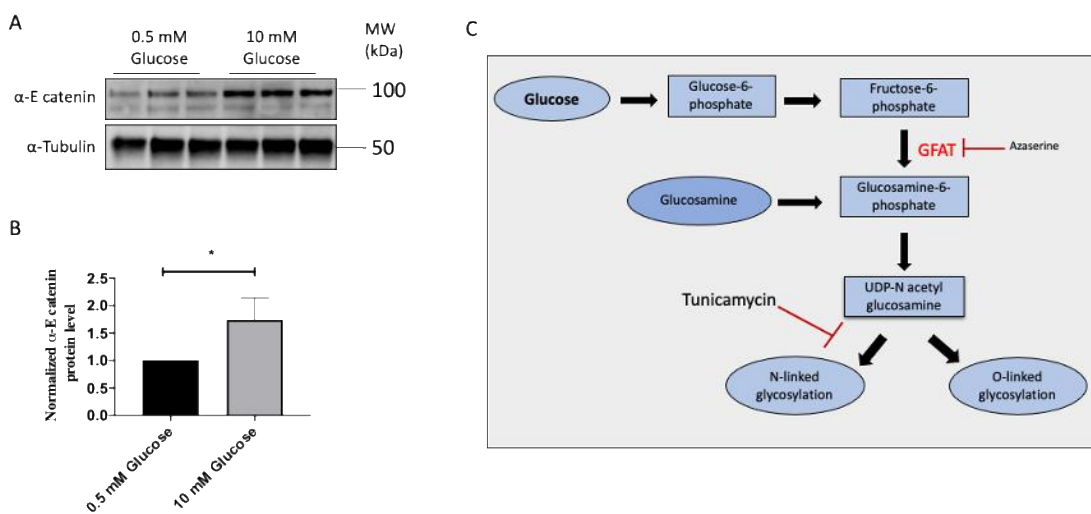 A
0.5 mM
Glucose
10 mM
Glucose
MW
(kDa)
α-E catenin
100
α-Tubulin
50
B
*
Normalized α-E catenin
protein level
2.5
2.0
1.5
1.0
0.5
0.0
0.5 mM Glucose
10 mM Glucose
C
Glucose
Glucose-6-
phosphate
Fructose-6-
phosphate
GFAT
Azaserine
Glucosamine
Glucosamine-6-
phosphate
UDP-N acetyl
glucosamine
Tunicamycin
N-linked
glycosylation
O-linked
glycosylation